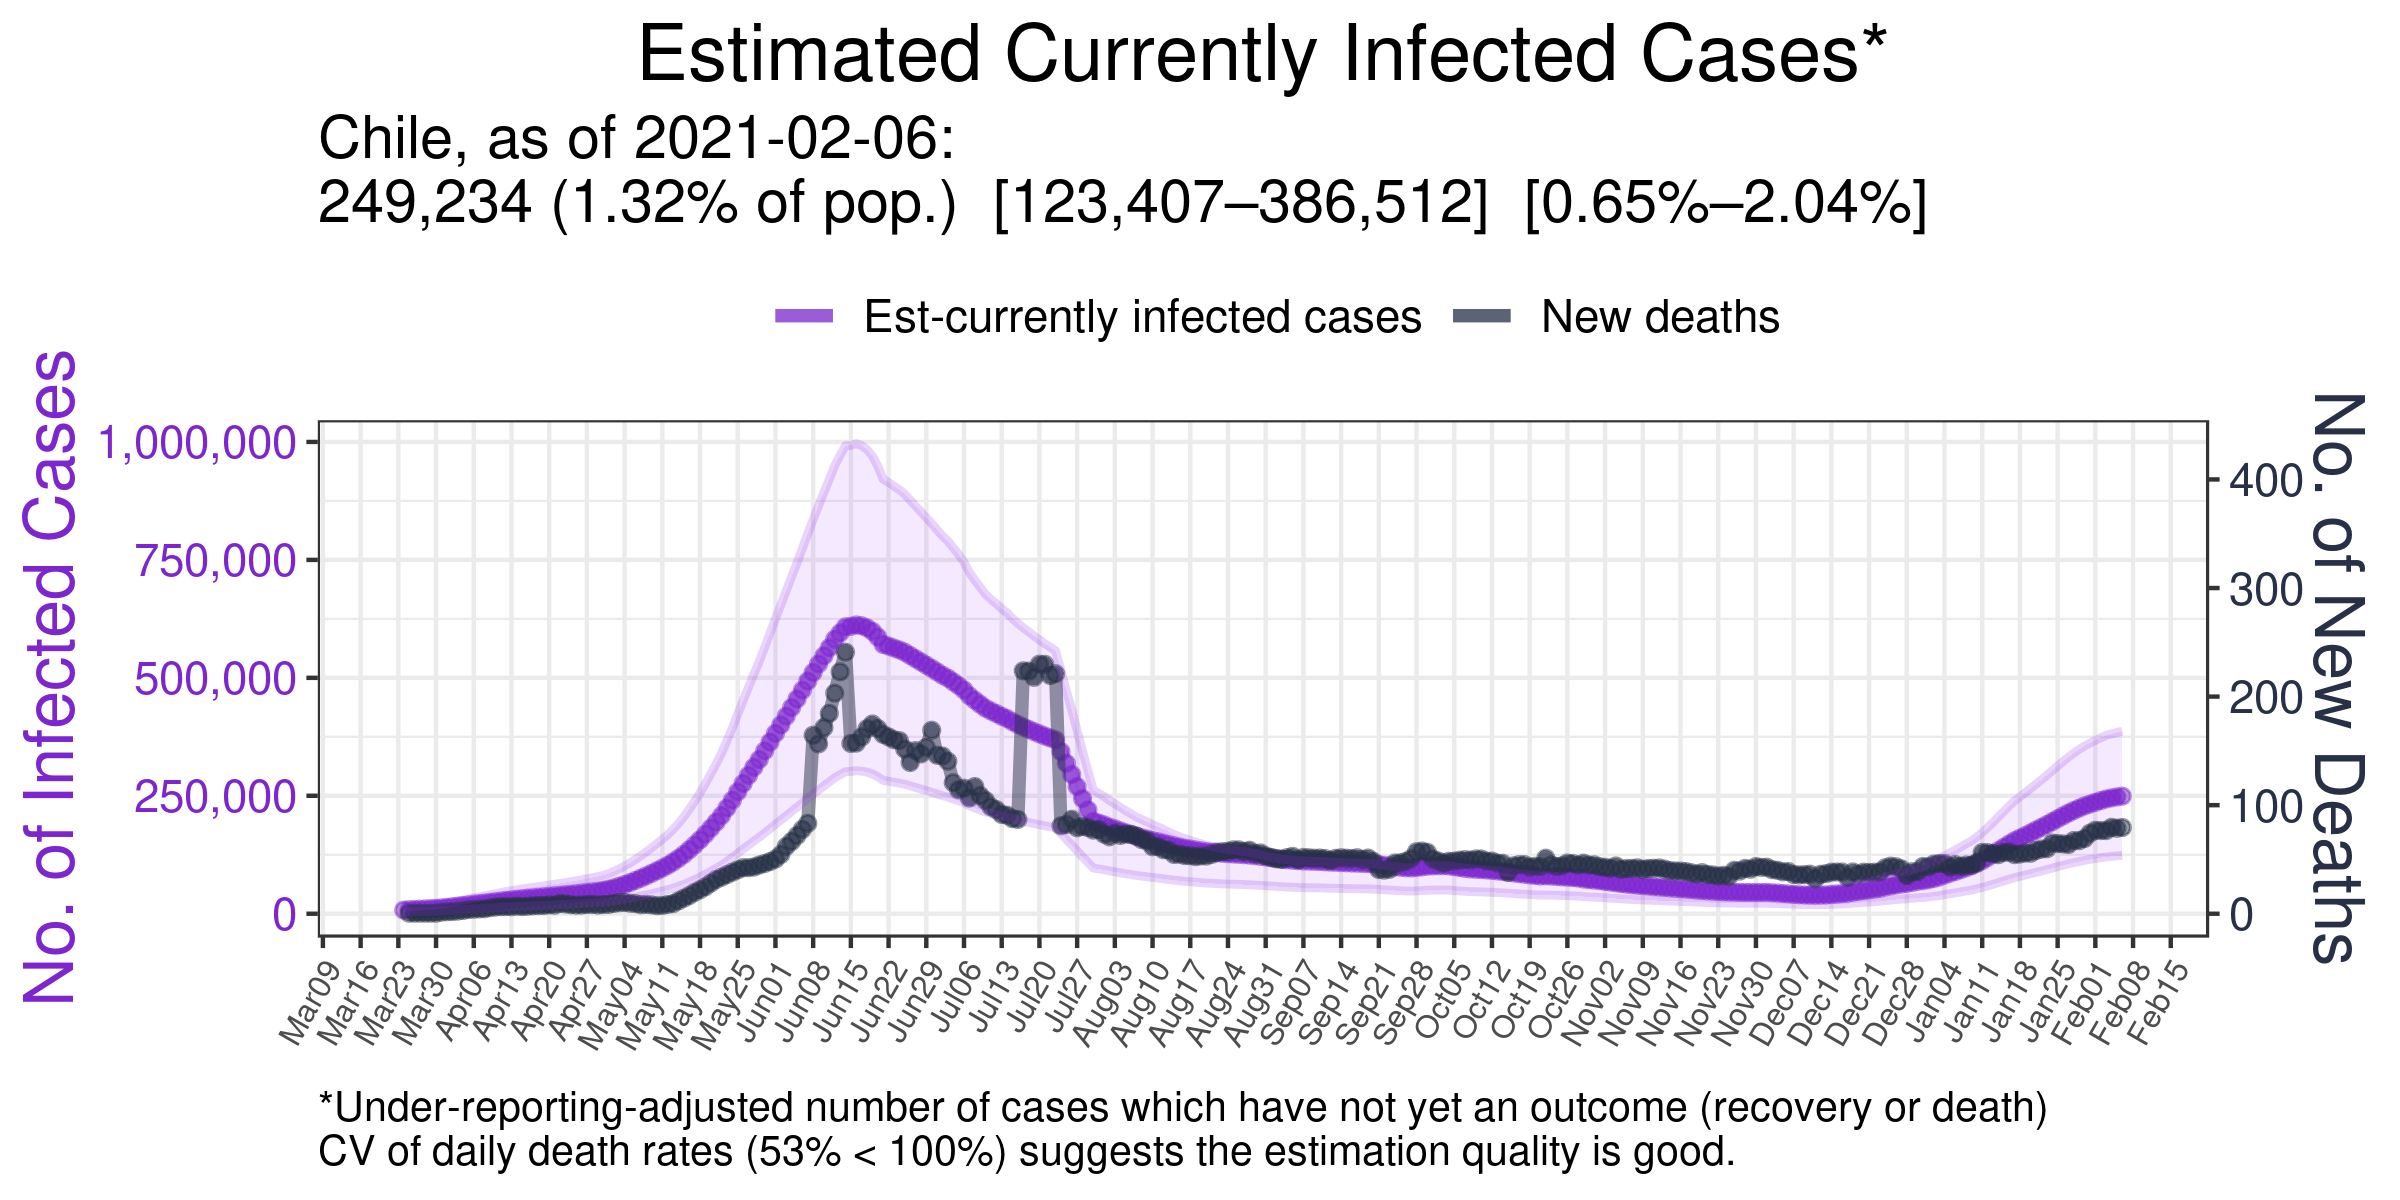 Estimated Currently Infected Cases*
Chile, as of 2021-02-06:
249,234 (1.32% of pop.) [123,407–386,512] [0.65%–2.04%]
Est-currently infected cases
New deaths
No. of Infected Cases
1,000,000
750,000
500,000
250,000
0
400
300
200
100
0
No. of New Deaths
Mar09
Mar16
Mar23
Mar30
Apr06
Apr13
Apr20
Apr27
May04
May11
May18
May25
Jun01
Jun08
Jun15
Jun22
Jun29
Jul06
Jul13
Jul20
Jul27
Aug03
Aug10
Aug17
Aug24
Aug31
Sep07
Sep14
Sep21
Sep28
Oct05
Oct12
Oct19
Oct26
Nov02
Nov09
Nov16
Nov23
Nov30
Dec07
Dec14
Dec21
Dec28
Jan04
Jan11
Jan18
Jan25
Feb01
Feb08
Feb15
*Under-reporting-adjusted number of cases which have not yet an outcome (recovery or death)
CV of daily death rates (53% < 100%) suggests the estimation quality is good.